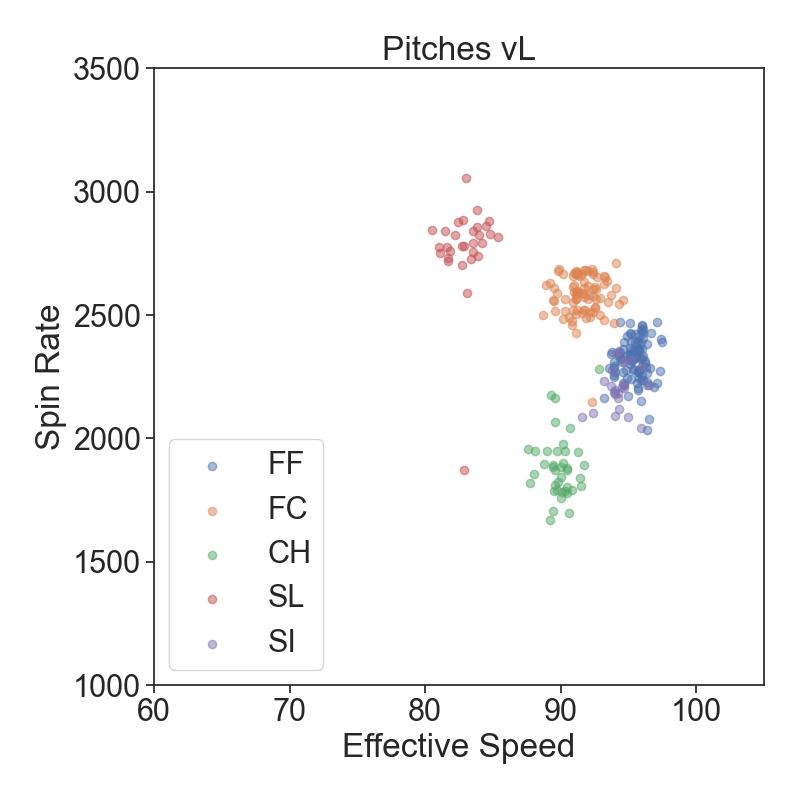 Pitches vL
3500
3000
2500
2000
1500
1000
Spin Rate
FF
FC
CH
SL
SI
60 70 80 90 100
Effective Speed